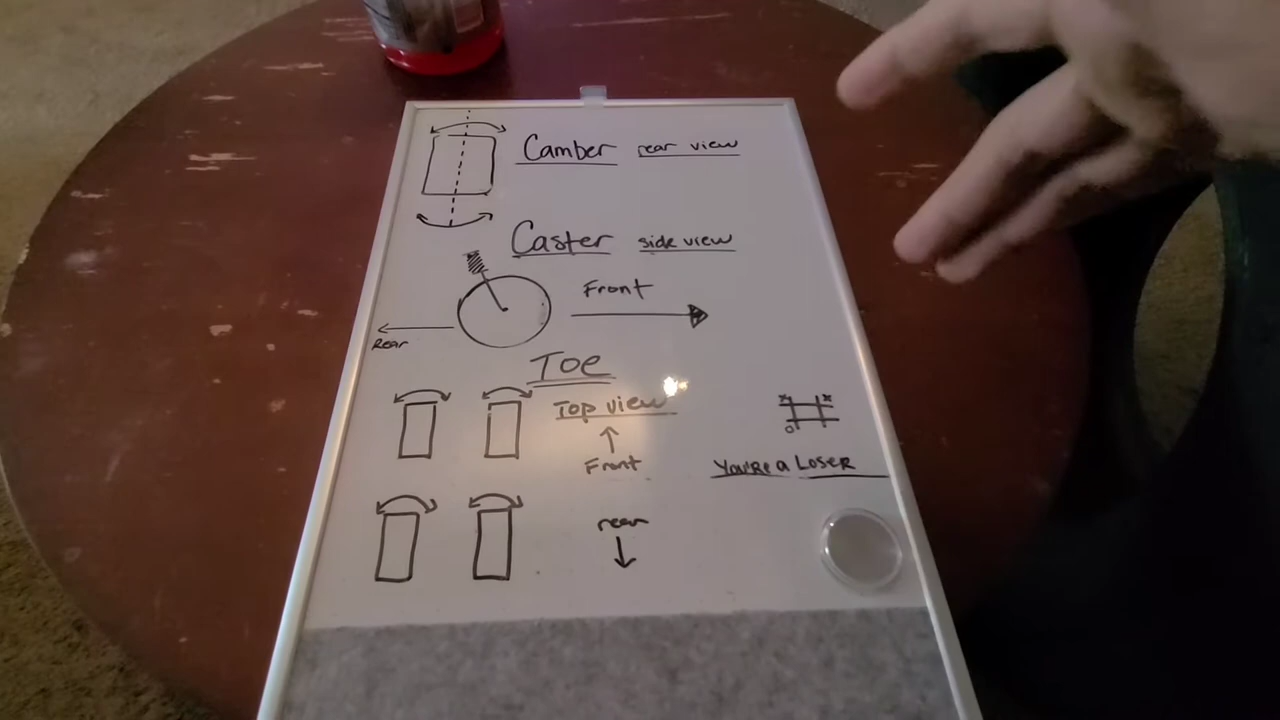 Camber rear view
Caster side view
Front
Rear
Toe
Top view
Front
x x
o
You're a Loser
rear